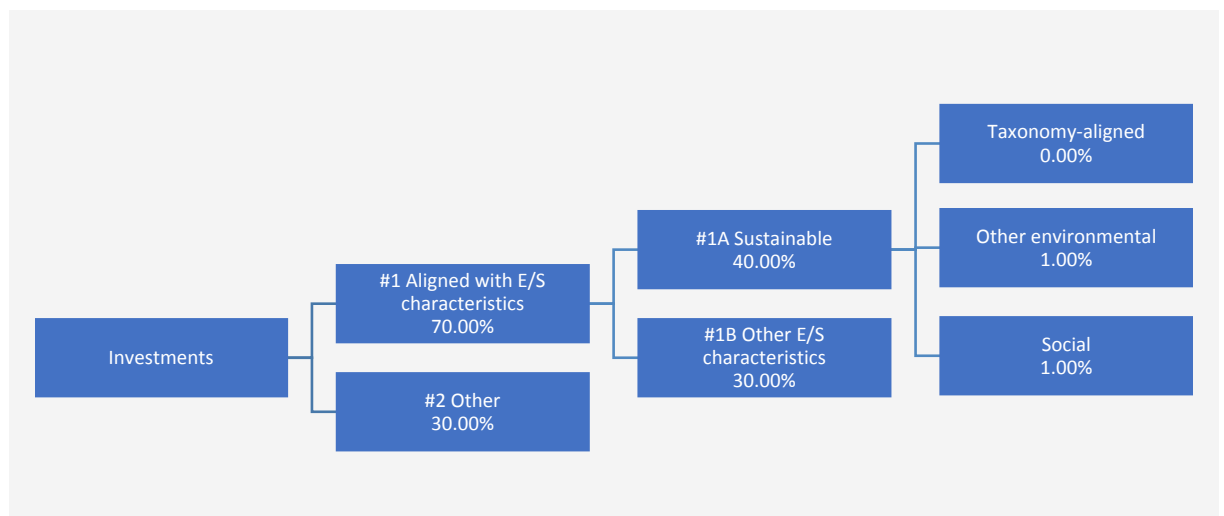 Investments
#1 Aligned with E/S
characteristics
70.00%
#2 Other
30.00%
#1A Sustainable
40.00%
#1B Other E/S
characteristics
30.00%
Taxonomy-aligned
0.00%
Other environmental
1.00%
Social
1.00%